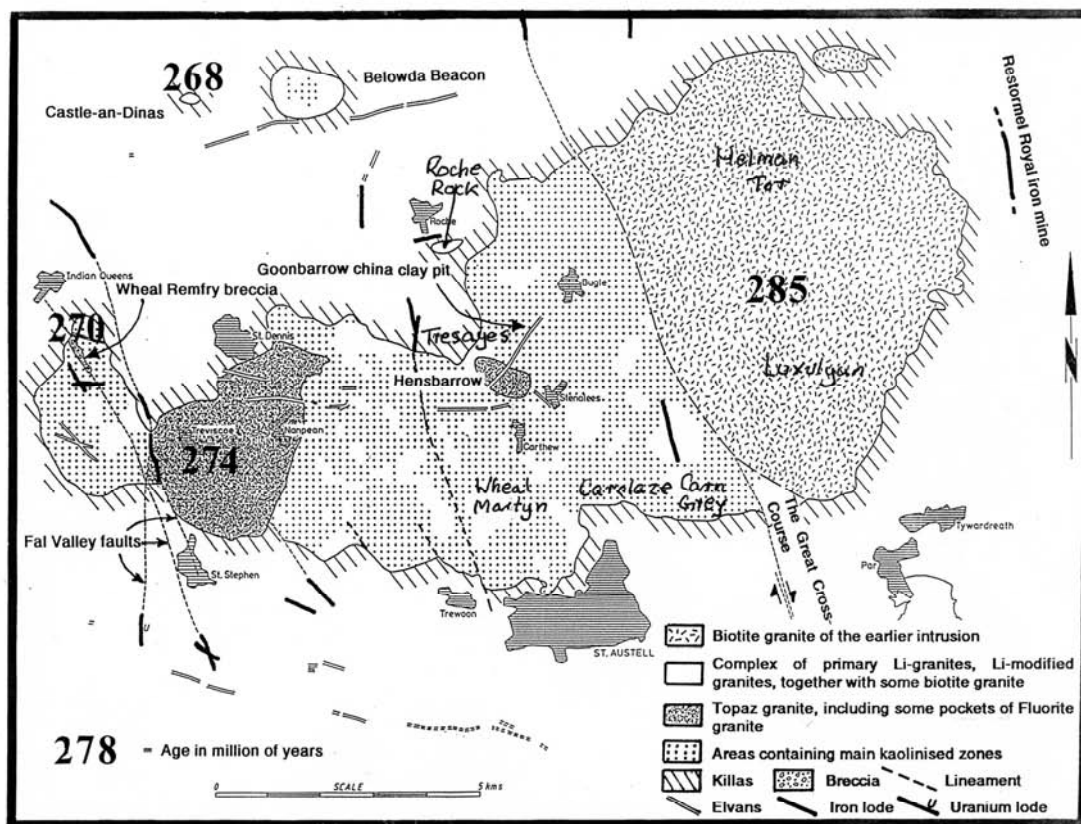 268
Belowda Beacon
Castle-an-Dinas
Restormel Royal iron mine
Helman
Tor
Roche
Rock
Roche
Goonbarrow china clay pit
Indian Queens
Wheal Remfry breccia
Bugle
285
270
St. Dennis
Tresayes
Luxulyan
Hensbarrow
Stenalees
Treviscoe
Nanpean
Carthew
274
Wheal
Martyn
Carclaze
Carn
Grey
Fal Valley faults
St. Stephen
The Great Cross-
Course
Tywardreath
Par
Trewoon
U
ST. AUSTELL
Biotite granite of the earlier intrusion
Complex of primary Li-granites, Li-modified
granites, together with some biotite granite
Topaz granite, including some pockets of Fluorite
granite
278 = Age in million of years
Areas containing main kaolinised zones
Killas Breccia Lineament
0 SCALE 5 kms
Elvans Iron lode U Uranium lode